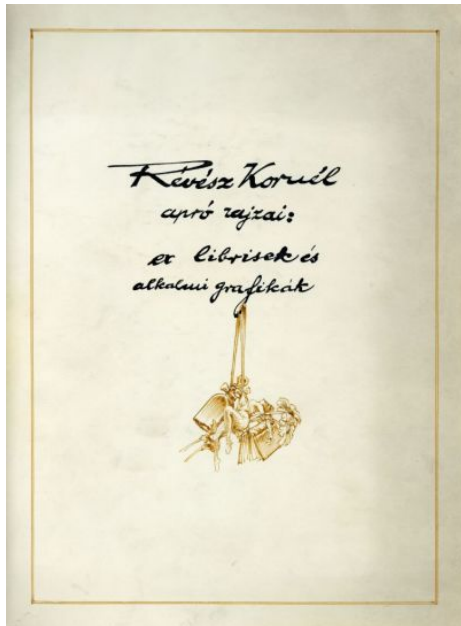 Révész Kornél
apró rajzai:
ex librisek és
alkalmi grafikák